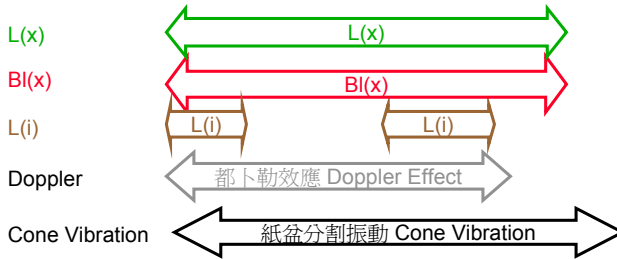 L(x) L(x)
Bl(x) Bl(x)
L(i) L(i) L(i)
Doppler 都卜勒效應 Doppler Effect
Cone Vibration 紙盆分割振動 Cone Vibration